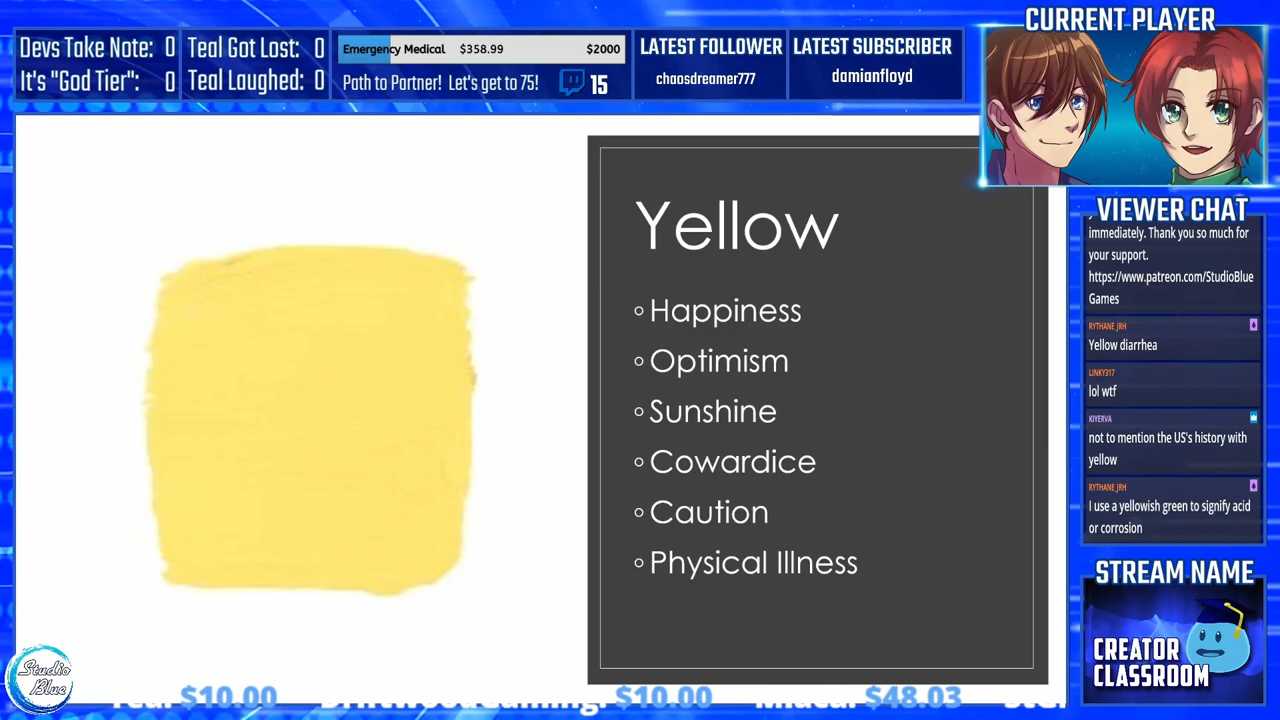 Devs Take Note: 0
It's "God Tier": 0
Teal Got Lost: 0
Teal Laughed: 0
Emergency Medical $358.99 $2000
Path to Partner! Let's get to 75! 15
LATEST FOLLOWER
chaosdreamer777
LATEST SUBSCRIBER
damianfloyd
CURRENT PLAYER
Yellow
Happiness
Optimism
Sunshine
Cowardice
Caution
Physical Illness
VIEWER CHAT
immediately. Thank you so much for
your support.
https://www.patreon.com/StudioBlue
Games
RYTHANE_JRH
Yellow diarrhea
LINKY317
lol wtf
KIYERVA
not to mention the US's history with
yellow
RYTHANE_JRH
I use a yellowish green to signify acid
or corrosion
STREAM NAME
CREATOR
CLASSROOM
Studio
Blue
$10.00 DriftwoodGaming: $10.00 $48.03